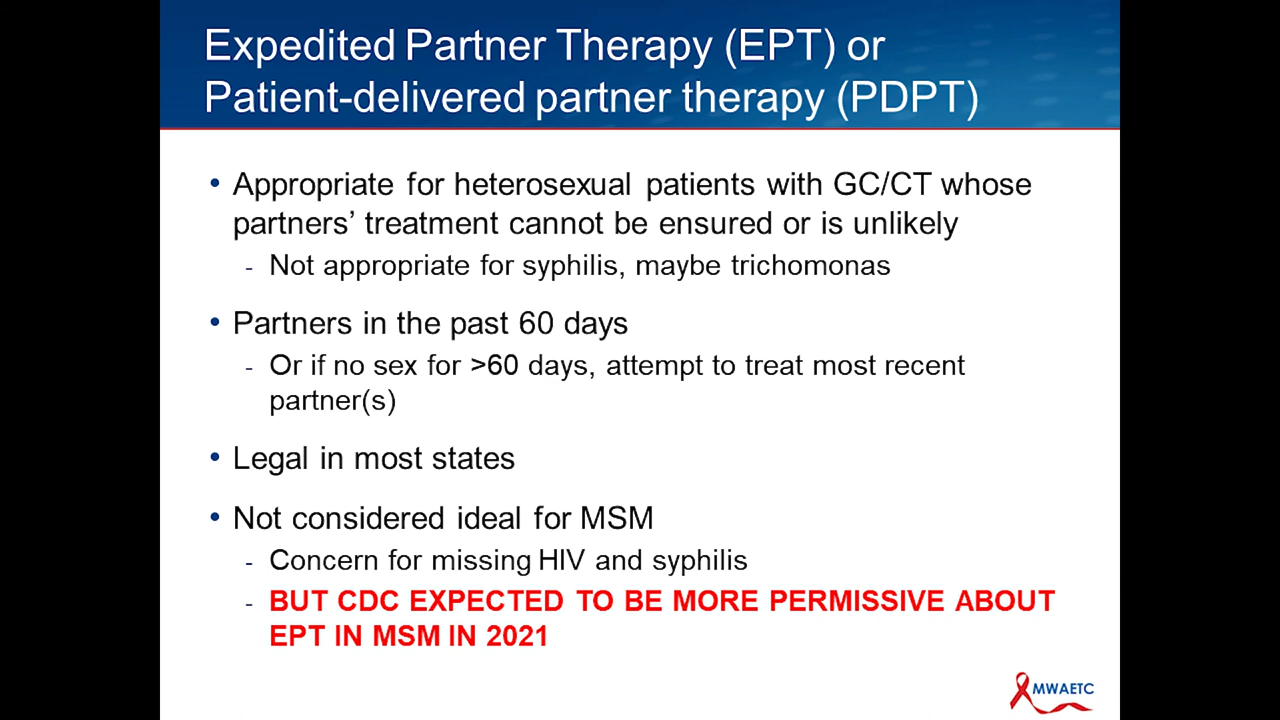 Expedited Partner Therapy (EPT) or
Patient-delivered partner therapy (PDPT)
• Appropriate for heterosexual patients with GC/CT whose
partners’ treatment cannot be ensured or is unlikely
- Not appropriate for syphilis, maybe trichomonas
• Partners in the past 60 days
- Or if no sex for >60 days, attempt to treat most recent
partner(s)
• Legal in most states
• Not considered ideal for MSM
- Concern for missing HIV and syphilis
- BUT CDC EXPECTED TO BE MORE PERMISSIVE ABOUT
EPT IN MSM IN 2021
MWAETC